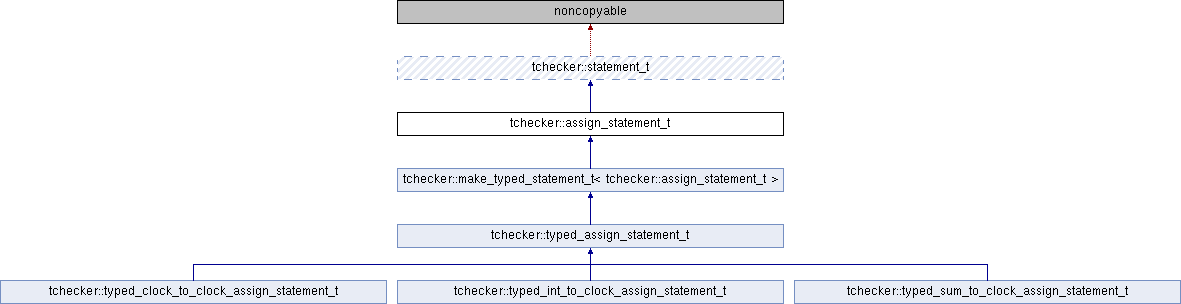 noncopyable
tchecker::statement_t
tchecker::assign_statement_t
tchecker::make_typed_statement_t< tchecker::assign_statement_t >
tchecker::typed_assign_statement_t
tchecker::typed_clock_to_clock_assign_statement_t
tchecker::typed_int_to_clock_assign_statement_t
tchecker::typed_sum_to_clock_assign_statement_t